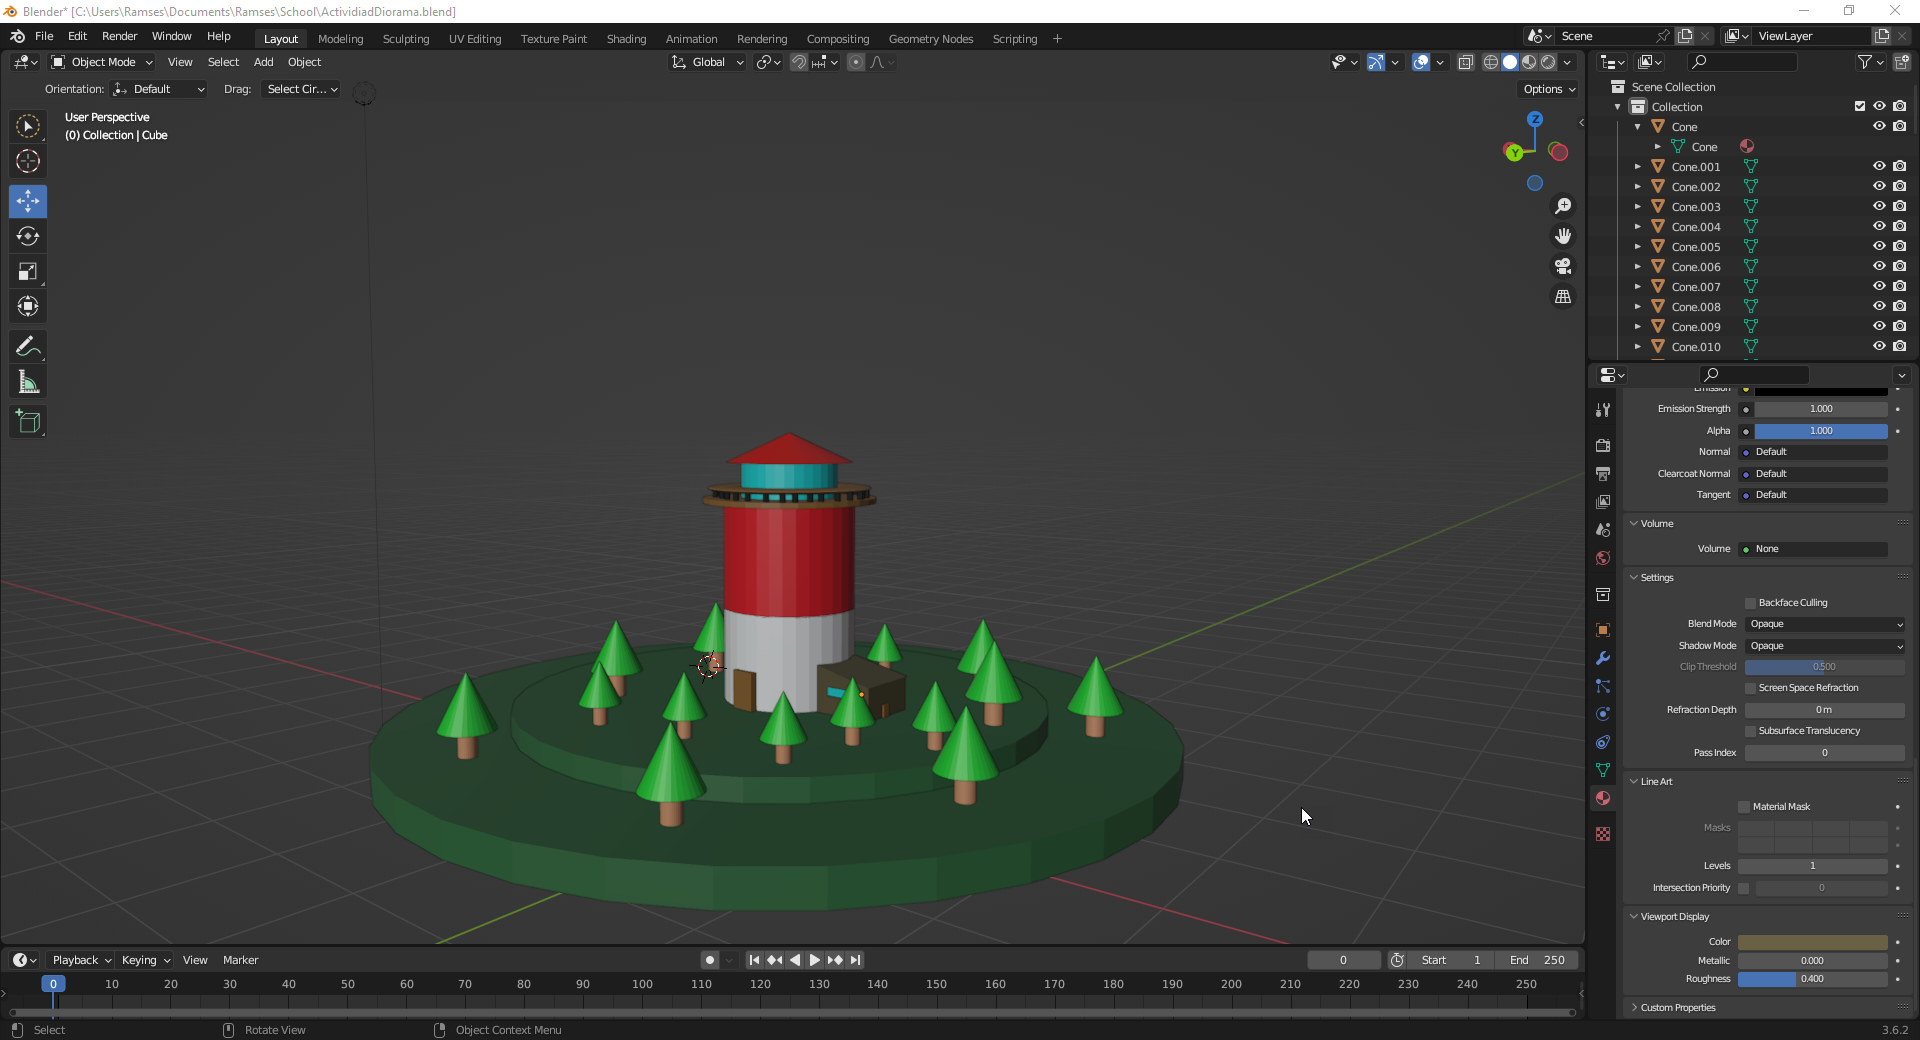 Blender* [C:\Users\Ramses\Documents\Ramses\School\ActividiadDiorama.blend]
File Edit Render Window Help Layout Modeling Sculpting UV Editing Texture Paint Shading Animation Rendering Compositing Geometry Nodes Scripting + Scene ViewLayer
Object Mode View Select Add Object Global
Orientation: Default Drag: Select Cir... Options
User Perspective
(0) Collection | Cube
Z
Y
Scene Collection
Collection
Cone
Cone
Cone.001
Cone.002
Cone.003
Cone.004
Cone.005
Cone.006
Cone.007
Cone.008
Cone.009
Cone.010
Emission
Emission Strength 1.000
Alpha 1.000
Normal Default
Clearcoat Normal Default
Tangent Default
Volume
Volume None
Settings
Backface Culling
Blend Mode Opaque
Shadow Mode Opaque
Clip Threshold 0.500
Screen Space Refraction
Refraction Depth 0 m
Subsurface Translucency
Pass Index 0
Line Art
Material Mask
Masks
Levels 1
Intersection Priority 0
Viewport Display
Color
Metallic 0.000
Roughness 0.400
Custom Properties
Playback Keying View Marker 0 Start 1 End 250
0 10 20 30 40 50 60 70 80 90 100 110 120 130 140 150 160 170 180 190 200 210 220 230 240 250
Select Rotate View Object Context Menu 3.6.2